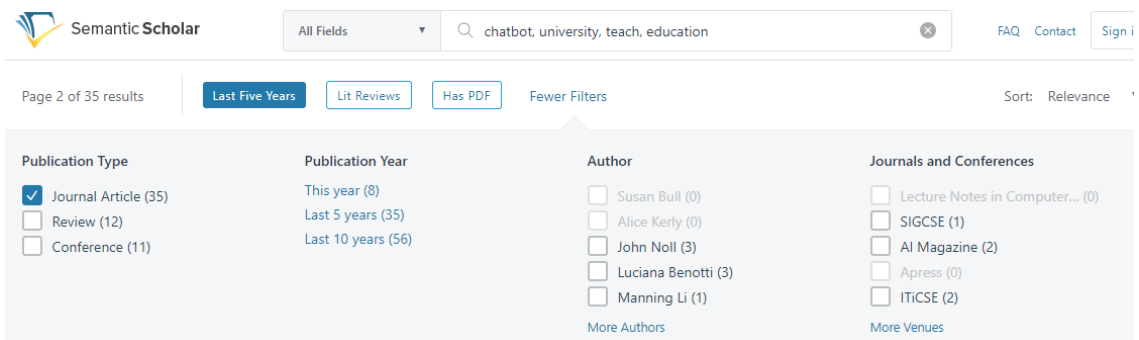 Semantic Scholar
All Fields
chatbot, university, teach, education
FAQ Contact Sign i
Page 2 of 35 results
Last Five Years
Lit Reviews
Has PDF
Fewer Filters
Sort: Relevance
Publication Type
Journal Article (35)
Review (12)
Conference (11)
Publication Year
This year (8)
Last 5 years (35)
Last 10 years (56)
Author
Susan Bull (0)
Alice Kerly (0)
John Noll (3)
Luciana Benotti (3)
Manning Li (1)
More Authors
Journals and Conferences
Lecture Notes in Computer... (0)
SIGCSE (1)
AI Magazine (2)
Apress (0)
ITiCSE (2)
More Venues